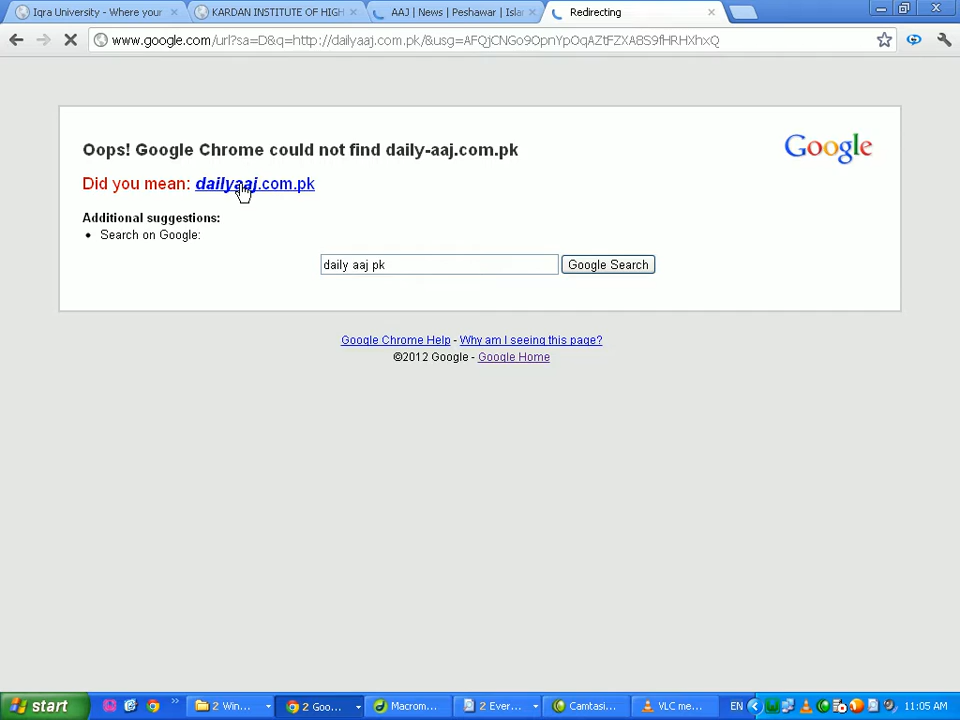 Iqra University - Where your
KARDAN INSTITUTE OF HIGH
AAJ | News | Peshawar | Islam
Redirecting
www.google.com/url?sa=D&q=http://dailyaaj.com.pk/&usg=AFQjCNGo9OpnYpOqAZtFZXA8S9fHRHXhxQ
Oops! Google Chrome could not find daily-aaj.com.pk
Google
Did you mean: dailyaaj.com.pk
Additional suggestions:
• Search on Google:
daily aaj pk
Google Search
Google Chrome Help - Why am I seeing this page?
©2012 Google - Google Home
start
2 Win...
2 Goo...
Macrom...
2 Ever...
Camtasi...
VLC me...
EN
11:05 AM